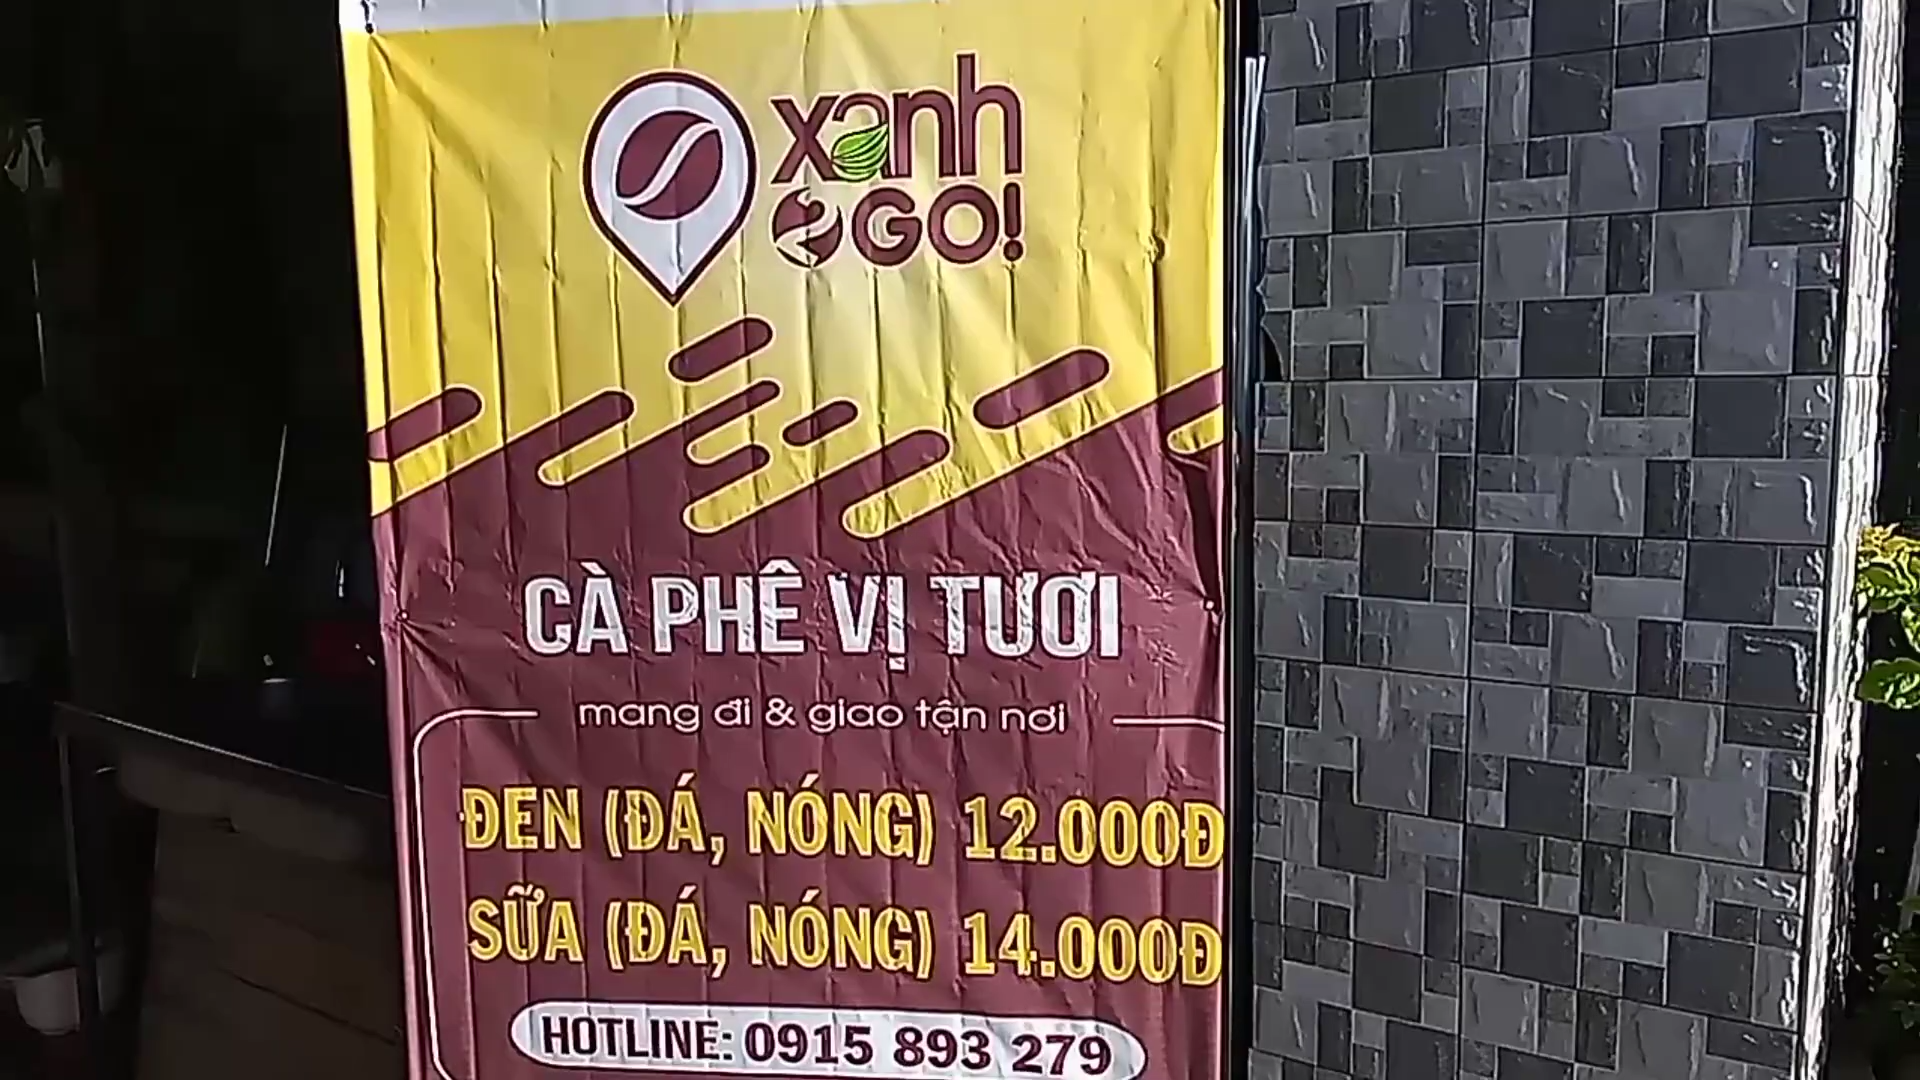 xanh
2GO!
CÀ PHÊ VỊ TƯƠI
mang đi & giao tận nơi
ĐEN (ĐÁ, NÓNG) 12.000Đ
SỮA (ĐÁ, NÓNG) 14.000Đ
HOTLINE: 0915 893 279